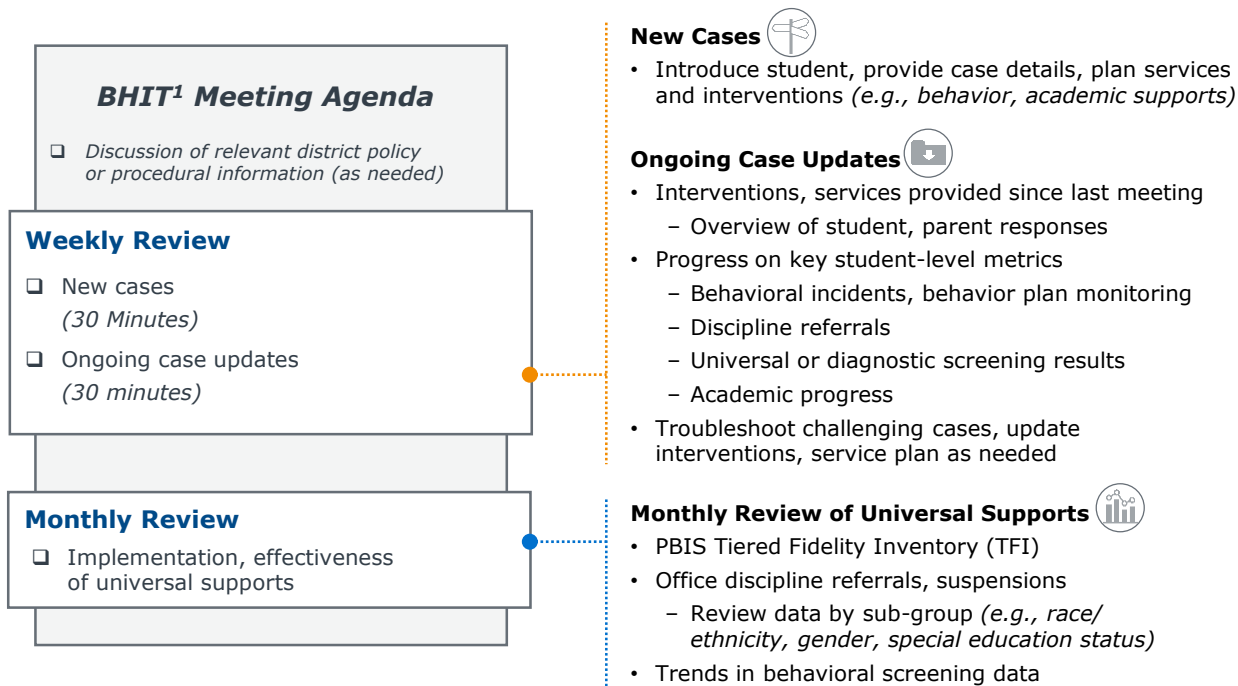 BHIT¹ Meeting Agenda
❑ Discussion of relevant district policy
or procedural information (as needed)
Weekly Review
❑ New cases
(30 Minutes)
❑ Ongoing case updates
(30 minutes)
Monthly Review
❑ Implementation, effectiveness
of universal supports
New Cases
• Introduce student, provide case details, plan services
and interventions (e.g., behavior, academic supports)
Ongoing Case Updates
• Interventions, services provided since last meeting
– Overview of student, parent responses
• Progress on key student-level metrics
– Behavioral incidents, behavior plan monitoring
– Discipline referrals
– Universal or diagnostic screening results
– Academic progress
• Troubleshoot challenging cases, update
interventions, service plan as needed
Monthly Review of Universal Supports
• PBIS Tiered Fidelity Inventory (TFI)
• Office discipline referrals, suspensions
– Review data by sub-group (e.g., race/
ethnicity, gender, special education status)
• Trends in behavioral screening data